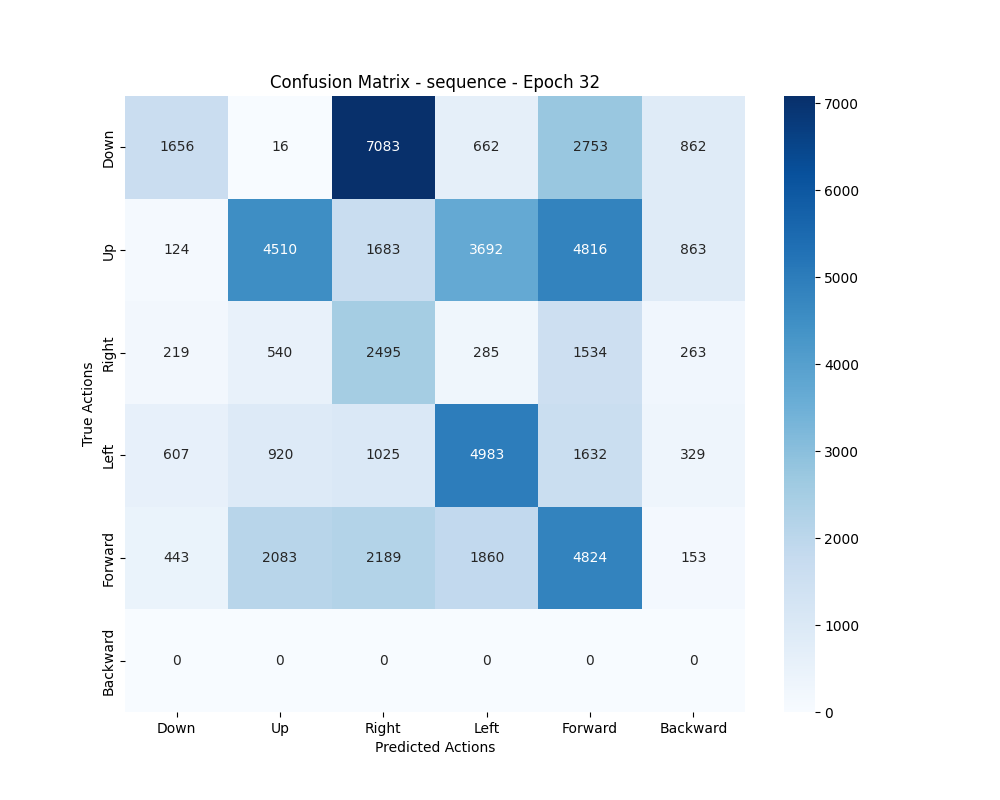 Confusion Matrix - sequence - Epoch 32
True Actions
Down 1656 16 7083 662 2753 862
Up 124 4510 1683 3692 4816 863
Right 219 540 2495 285 1534 263
Left 607 920 1025 4983 1632 329
Forward 443 2083 2189 1860 4824 153
Backward 0 0 0 0 0 0
Down Up Right Left Forward Backward
Predicted Actions
7000
6000
5000
4000
3000
2000
1000
0